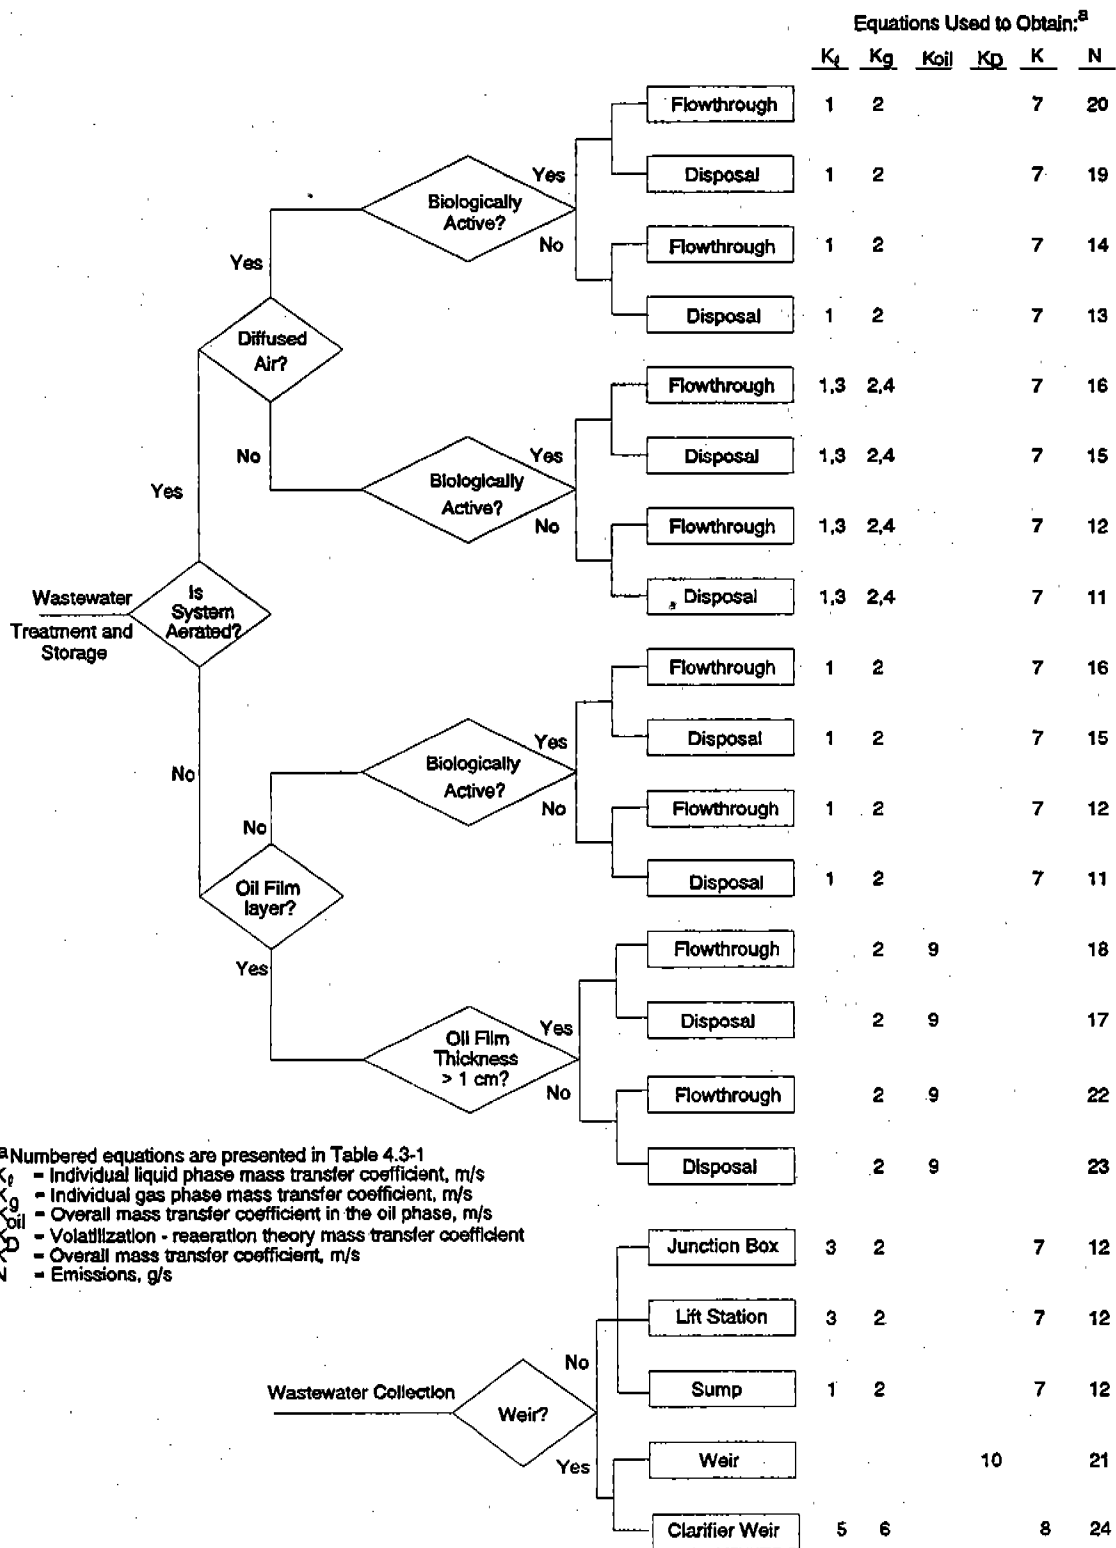 Equations Used to Obtain:a
Kℓ Kg Koil KD K N
Flowthrough 1 2 7 20
Disposal 1 2 7 19
Yes
Biologically
Active?
No
Flowthrough 1 2 7 14
Disposal 1 2 7 13
Yes
Diffused
Air?
No
Flowthrough 1,3 2,4 7 16
Disposal 1,3 2,4 7 15
Yes
Biologically
Active?
No
Flowthrough 1,3 2,4 7 12
Disposal 1,3 2,4 7 11
Yes
Wastewater
Treatment and
Storage
Is
System
Aerated?
No
Flowthrough 1 2 7 16
Disposal 1 2 7 15
Yes
Biologically
Active?
No
Flowthrough 1 2 7 12
Disposal 1 2 7 11
No
Oil Film
layer?
Yes
Flowthrough 2 9 18
Disposal 2 9 17
Yes
Oil Film
Thickness
> 1 cm?
No
Flowthrough 2 9 22
Disposal 2 9 23
aNumbered equations are presented in Table 4.3-1
Kℓ = Individual liquid phase mass transfer coefficient, m/s
Kg = Individual gas phase mass transfer coefficient, m/s
Koil = Overall mass transfer coefficient in the oil phase, m/s
KD = Volatilization - reaeration theory mass transfer coefficient
K = Overall mass transfer coefficient, m/s
N = Emissions, g/s
Junction Box 3 2 7 12
Lift Station 3 2 7 12
Sump 1 2 7 12
No
Wastewater Collection
Weir?
Yes
Weir 10 21
Clarifier Weir 5 6 8 24